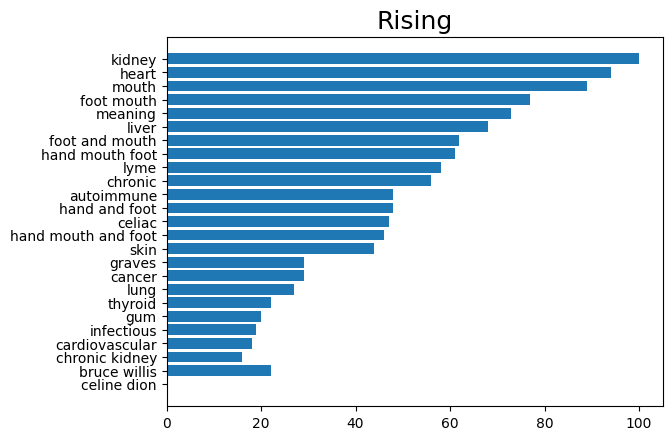 Rising
kidney
heart
mouth
foot mouth
meaning
liver
foot and mouth
hand mouth foot
lyme
chronic
autoimmune
hand and foot
celiac
hand mouth and foot
skin
graves
cancer
lung
thyroid
gum
infectious
cardiovascular
chronic kidney
bruce willis
celine dion
0 20 40 60 80 100